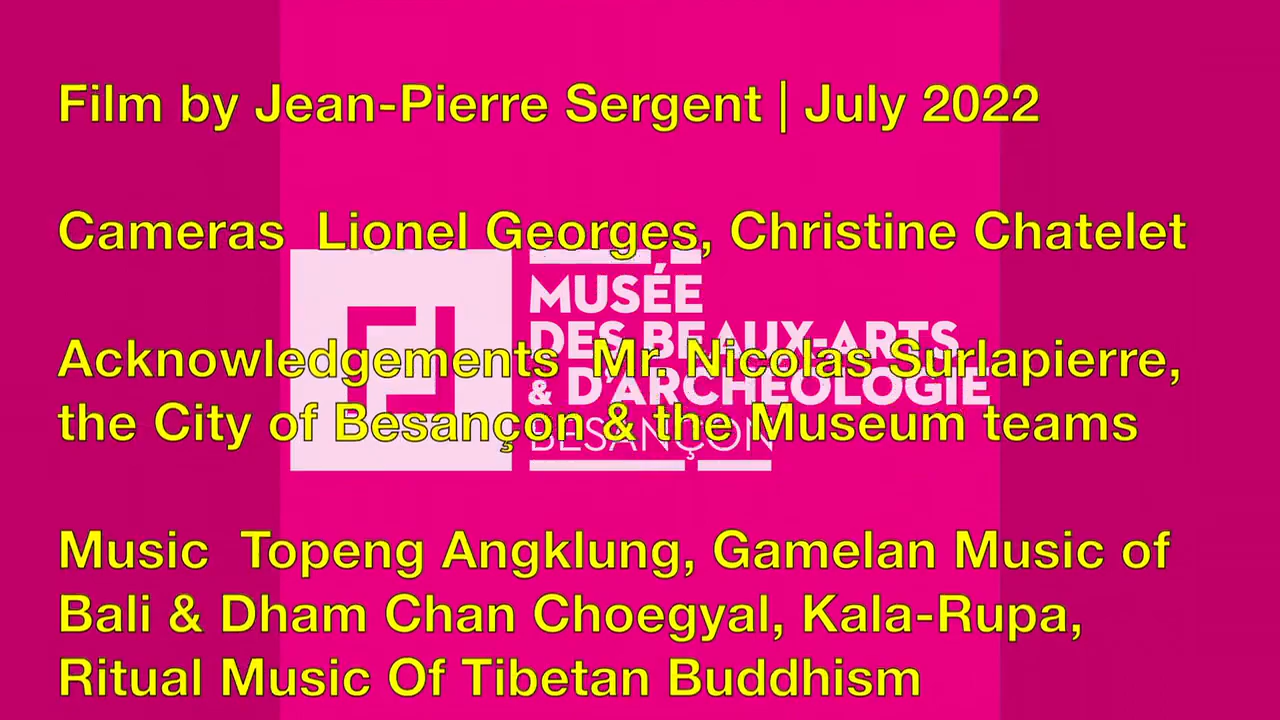 Film by Jean-Pierre Sergent | July 2022
Cameras  Lionel Georges, Christine Chatelet
MUSÉE
DES BEAUX-ARTS
& D'ARCHÉOLOGIE
BESANÇON
Acknowledgements  Mr. Nicolas Surlapierre,
the City of Besançon & the Museum teams
Music  Topeng Angklung, Gamelan Music of
Bali & Dham Chan Choegyal, Kala-Rupa,
Ritual Music Of Tibetan Buddhism